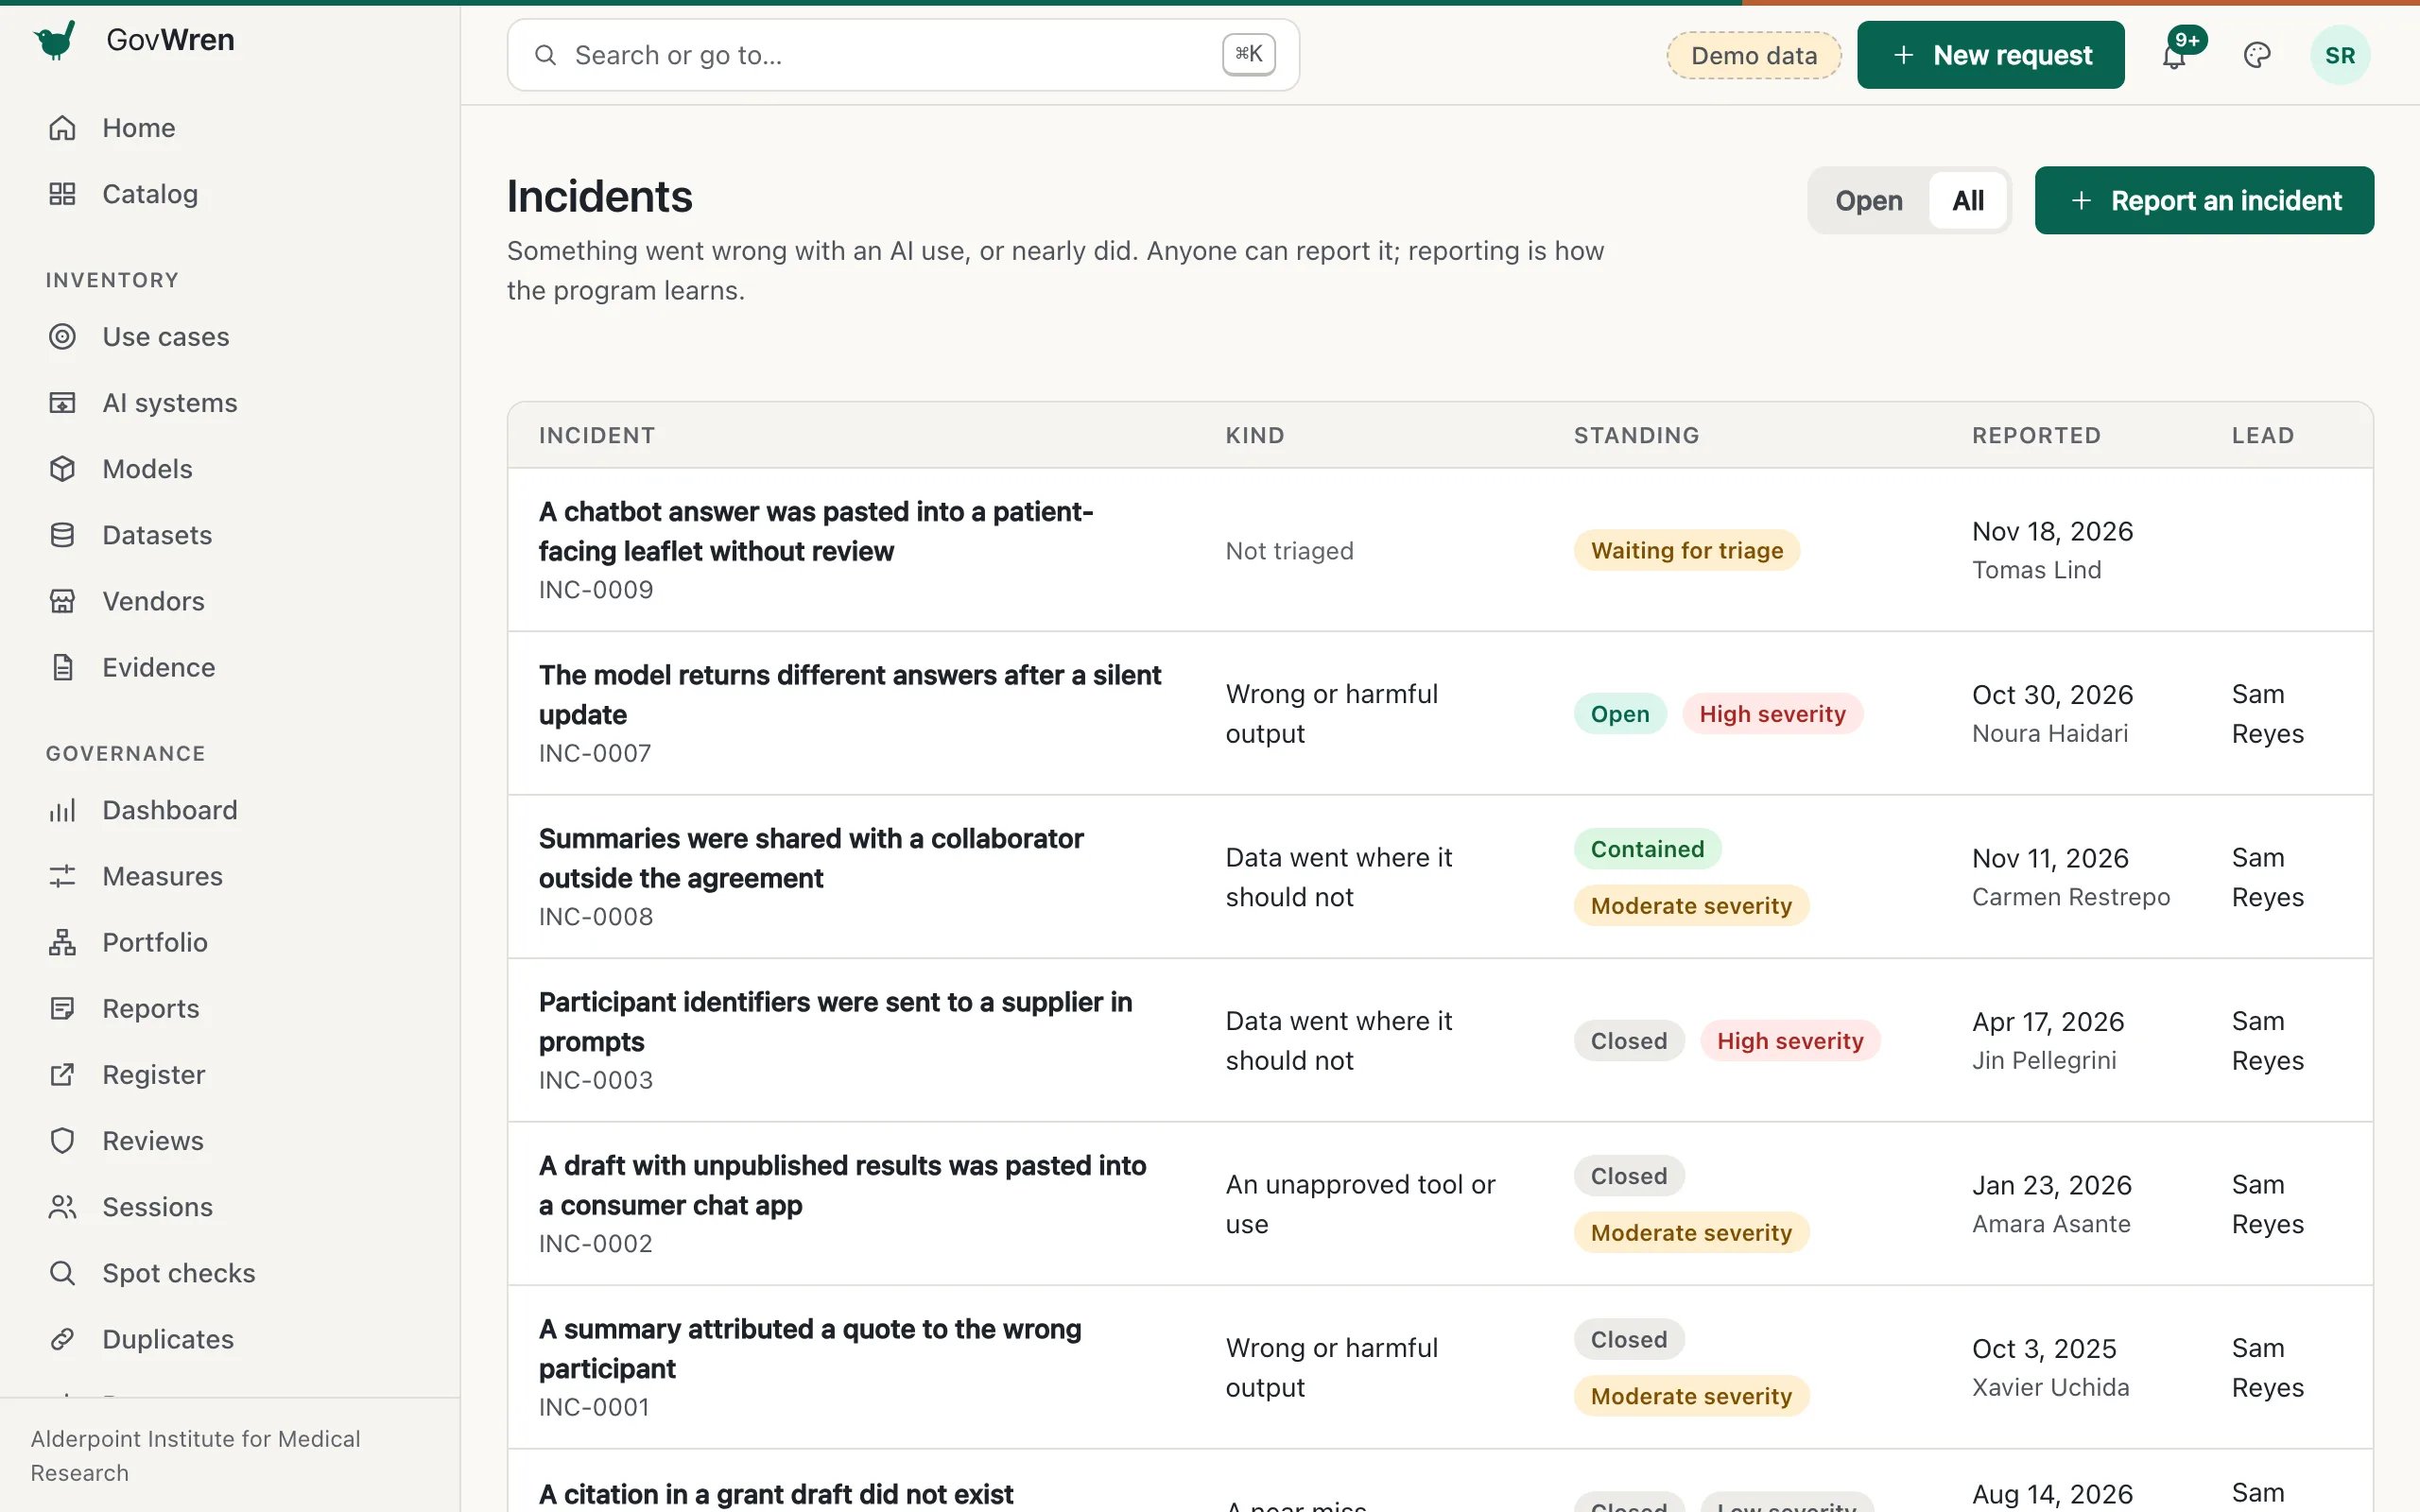 GovWren
Search or go to...
⌘K
Demo data
+ New request
9+
SR
Home
Catalog
INVENTORY
Use cases
AI systems
Models
Datasets
Vendors
Evidence
GOVERNANCE
Dashboard
Measures
Portfolio
Reports
Register
Reviews
Sessions
Spot checks
Duplicates
Alderpoint Institute for Medical
Research
Incidents
Something went wrong with an AI use, or nearly did. Anyone can report it; reporting is how
the program learns.
Open
All
+ Report an incident
INCIDENT KIND STANDING REPORTED LEAD
A chatbot answer was pasted into a patient-
facing leaflet without review
INC-0009
Not triaged
Waiting for triage
Nov 18, 2026
Tomas Lind
The model returns different answers after a silent
update
INC-0007
Wrong or harmful
output
Open
High severity
Oct 30, 2026
Noura Haidari
Sam
Reyes
Summaries were shared with a collaborator
outside the agreement
INC-0008
Data went where it
should not
Contained
Moderate severity
Nov 11, 2026
Carmen Restrepo
Sam
Reyes
Participant identifiers were sent to a supplier in
prompts
INC-0003
Data went where it
should not
Closed
High severity
Apr 17, 2026
Jin Pellegrini
Sam
Reyes
A draft with unpublished results was pasted into
a consumer chat app
INC-0002
An unapproved tool or
use
Closed
Moderate severity
Jan 23, 2026
Amara Asante
Sam
Reyes
A summary attributed a quote to the wrong
participant
INC-0001
Wrong or harmful
output
Closed
Moderate severity
Oct 3, 2025
Xavier Uchida
Sam
Reyes
A citation in a grant draft did not exist
A near miss
Closed
Low severity
Aug 14, 2026
Sam